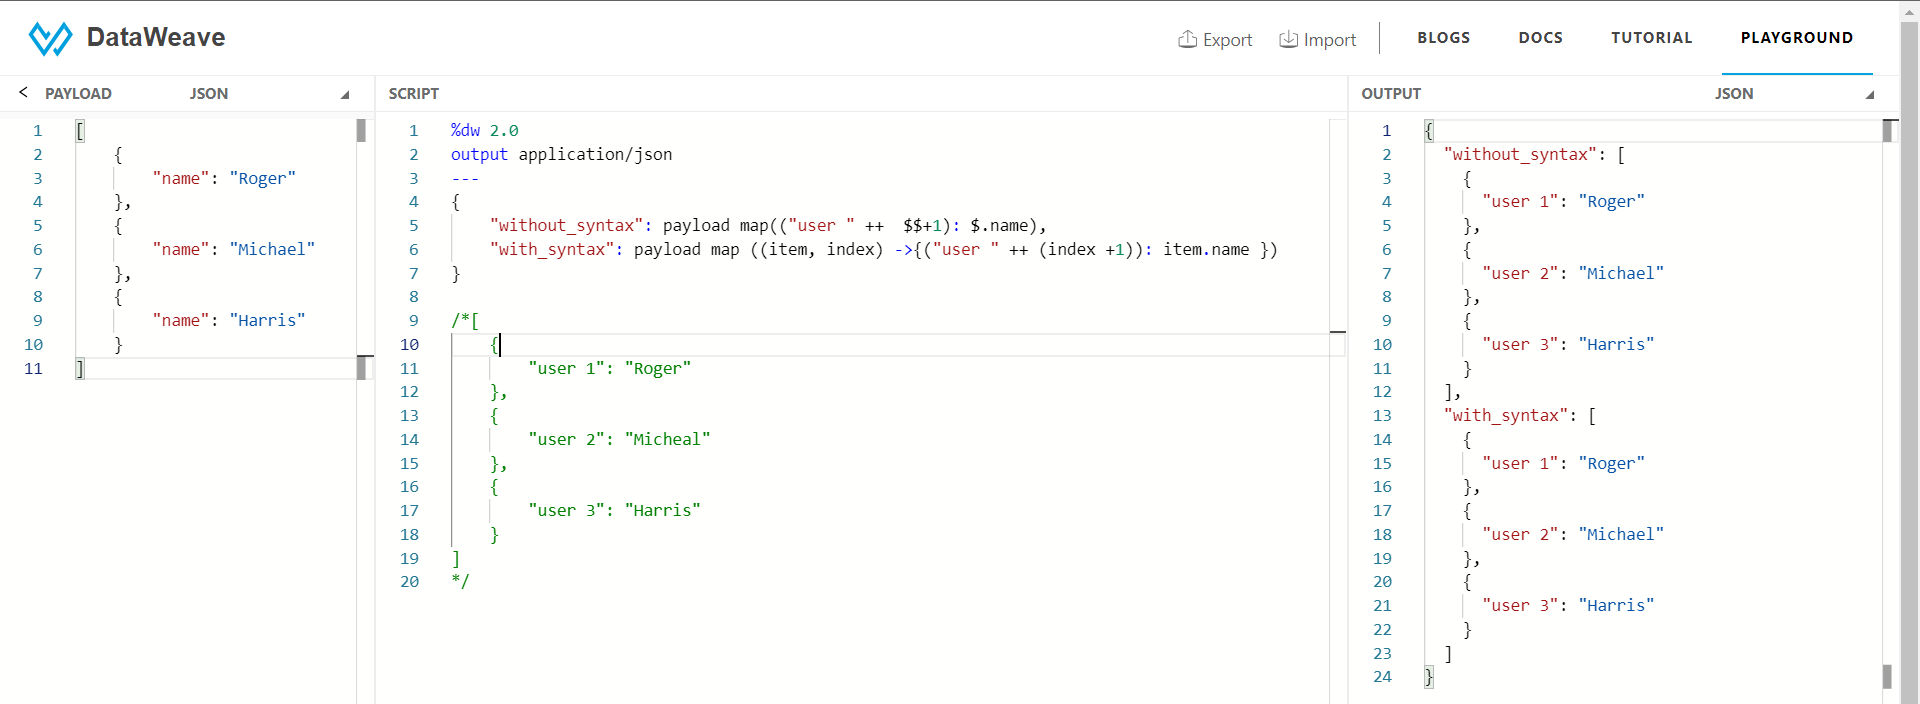 DataWeave
Export Import BLOGS DOCS TUTORIAL PLAYGROUND
< PAYLOAD JSON
1 [
2 {
3 "name": "Roger"
4 },
5 {
6 "name": "Michael"
7 },
8 {
9 "name": "Harris"
10 }
11 ]
SCRIPT
1 %dw 2.0
2 output application/json
3 ---
4 {
5 "without_syntax": payload map(("user " ++  $$+1): $.name),
6 "with_syntax": payload map ((item, index) ->{("user " ++ (index +1)): item.name })
7 }
8
9 /*[
10 {
11 "user 1": "Roger"
12 },
13 {
14 "user 2": "Micheal"
15 },
16 {
17 "user 3": "Harris"
18 }
19 ]
20 */
OUTPUT JSON
1 {
2 "without_syntax": [
3 {
4 "user 1": "Roger"
5 },
6 {
7 "user 2": "Michael"
8 },
9 {
10 "user 3": "Harris"
11 }
12 ],
13 "with_syntax": [
14 {
15 "user 1": "Roger"
16 },
17 {
18 "user 2": "Michael"
19 },
20 {
21 "user 3": "Harris"
22 }
23 ]
24 }